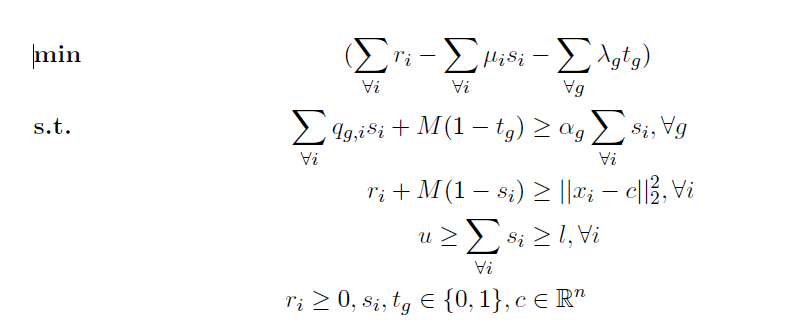 min (∑_{∀i} r_i − ∑_{∀i} μ_i s_i − ∑_{∀g} λ_g t_g)
s.t. ∑_{∀i} q_{g,i} s_i + M(1 − t_g) ≥ α_g ∑_{∀i} s_i, ∀g
r_i + M(1 − s_i) ≥ ||x_i − c||_2^2, ∀i
u ≥ ∑_{∀i} s_i ≥ l, ∀i
r_i ≥ 0, s_i, t_g ∈ {0, 1}, c ∈ ℝ^n